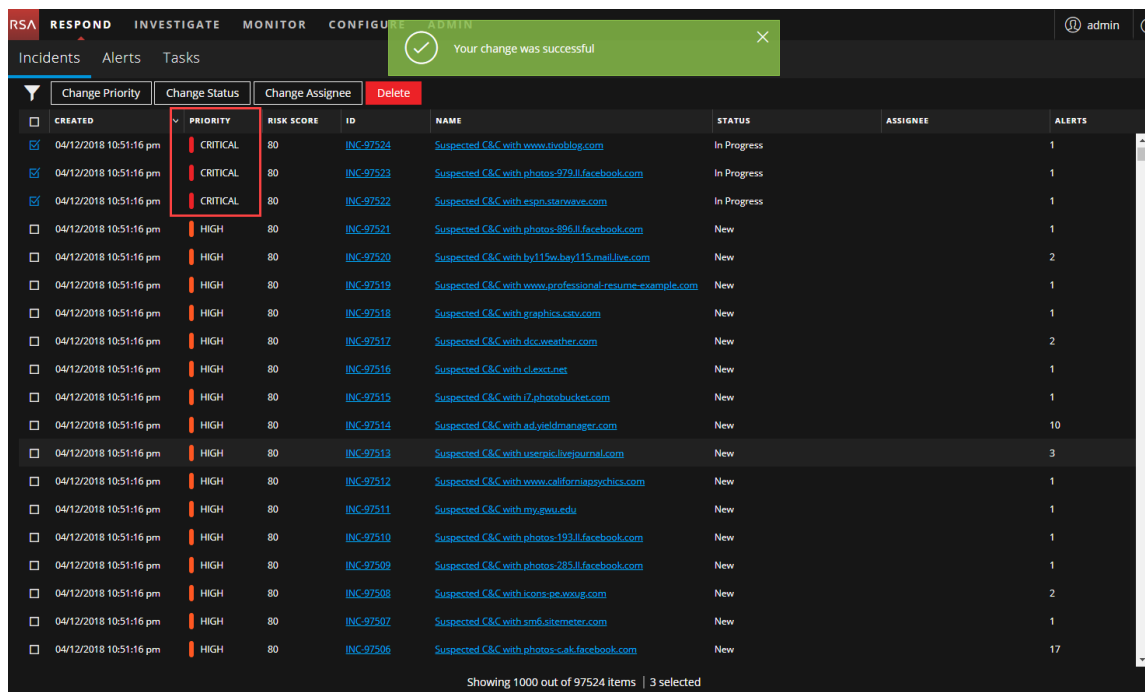 RSA RESPOND INVESTIGATE MONITOR CONFIGURE ADMIN admin
Your change was successful
Incidents Alerts Tasks
Change Priority Change Status Change Assignee Delete
CREATED PRIORITY RISK SCORE ID NAME STATUS ASSIGNEE ALERTS
04/12/2018 10:51:16 pm CRITICAL 80 INC-97524 Suspected C&C with www.tivoblog.com In Progress 1
04/12/2018 10:51:16 pm CRITICAL 80 INC-97523 Suspected C&C with photos-979.ll.facebook.com In Progress 1
04/12/2018 10:51:16 pm CRITICAL 80 INC-97522 Suspected C&C with espn.starwave.com In Progress 1
04/12/2018 10:51:16 pm HIGH 80 INC-97521 Suspected C&C with photos-896.ll.facebook.com New 1
04/12/2018 10:51:16 pm HIGH 80 INC-97520 Suspected C&C with by115w.bay115.mail.live.com New 2
04/12/2018 10:51:16 pm HIGH 80 INC-97519 Suspected C&C with www.professional-resume-example.com New 1
04/12/2018 10:51:16 pm HIGH 80 INC-97518 Suspected C&C with graphics.cstv.com New 1
04/12/2018 10:51:16 pm HIGH 80 INC-97517 Suspected C&C with dcc.weather.com New 2
04/12/2018 10:51:16 pm HIGH 80 INC-97516 Suspected C&C with cl.exct.net New 1
04/12/2018 10:51:16 pm HIGH 80 INC-97515 Suspected C&C with i7.photobucket.com New 1
04/12/2018 10:51:16 pm HIGH 80 INC-97514 Suspected C&C with ad.yieldmanager.com New 10
04/12/2018 10:51:16 pm HIGH 80 INC-97513 Suspected C&C with userpic.livejournal.com New 3
04/12/2018 10:51:16 pm HIGH 80 INC-97512 Suspected C&C with www.californiapsychics.com New 1
04/12/2018 10:51:16 pm HIGH 80 INC-97511 Suspected C&C with my.gwu.edu New 1
04/12/2018 10:51:16 pm HIGH 80 INC-97510 Suspected C&C with photos-193.ll.facebook.com New 1
04/12/2018 10:51:16 pm HIGH 80 INC-97509 Suspected C&C with photos-285.ll.facebook.com New 1
04/12/2018 10:51:16 pm HIGH 80 INC-97508 Suspected C&C with icons-pe.wxug.com New 2
04/12/2018 10:51:16 pm HIGH 80 INC-97507 Suspected C&C with sm6.sitemeter.com New 1
04/12/2018 10:51:16 pm HIGH 80 INC-97506 Suspected C&C with photos-c.ak.facebook.com New 17
Showing 1000 out of 97524 items | 3 selected